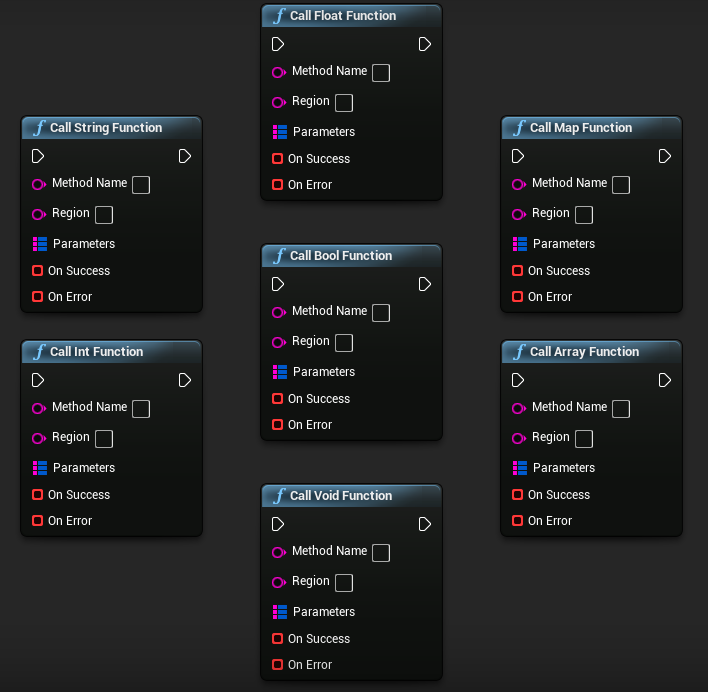 Call Float Function
Method Name
Region
Parameters
On Success
On Error
Call String Function
Method Name
Region
Parameters
On Success
On Error
Call Map Function
Method Name
Region
Parameters
On Success
On Error
Call Bool Function
Method Name
Region
Parameters
On Success
On Error
Call Int Function
Method Name
Region
Parameters
On Success
On Error
Call Array Function
Method Name
Region
Parameters
On Success
On Error
Call Void Function
Method Name
Region
Parameters
On Success
On Error